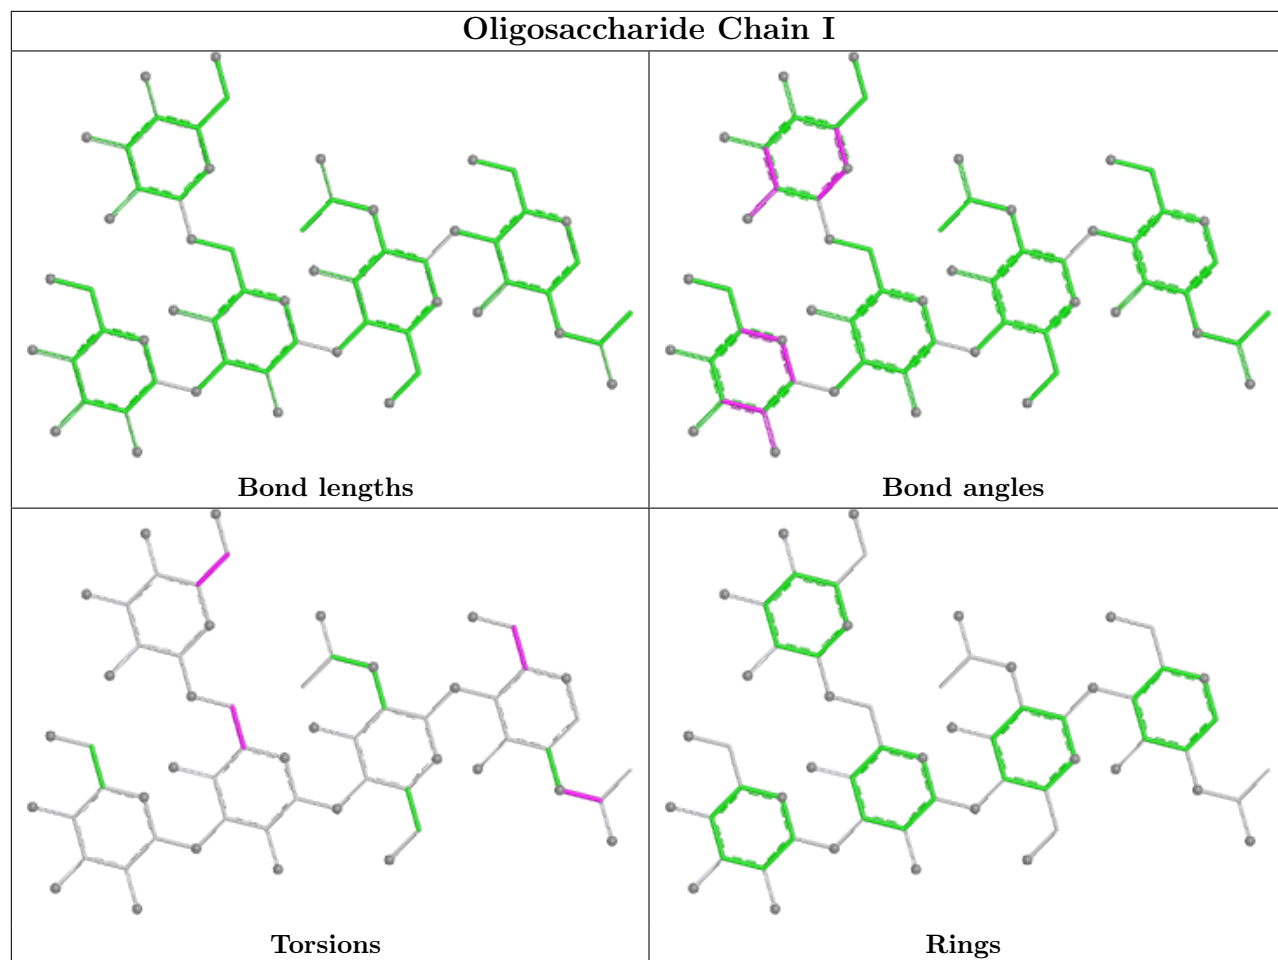 Oligosaccharide Chain I
Bond lengths
Bond angles
Torsions
Rings